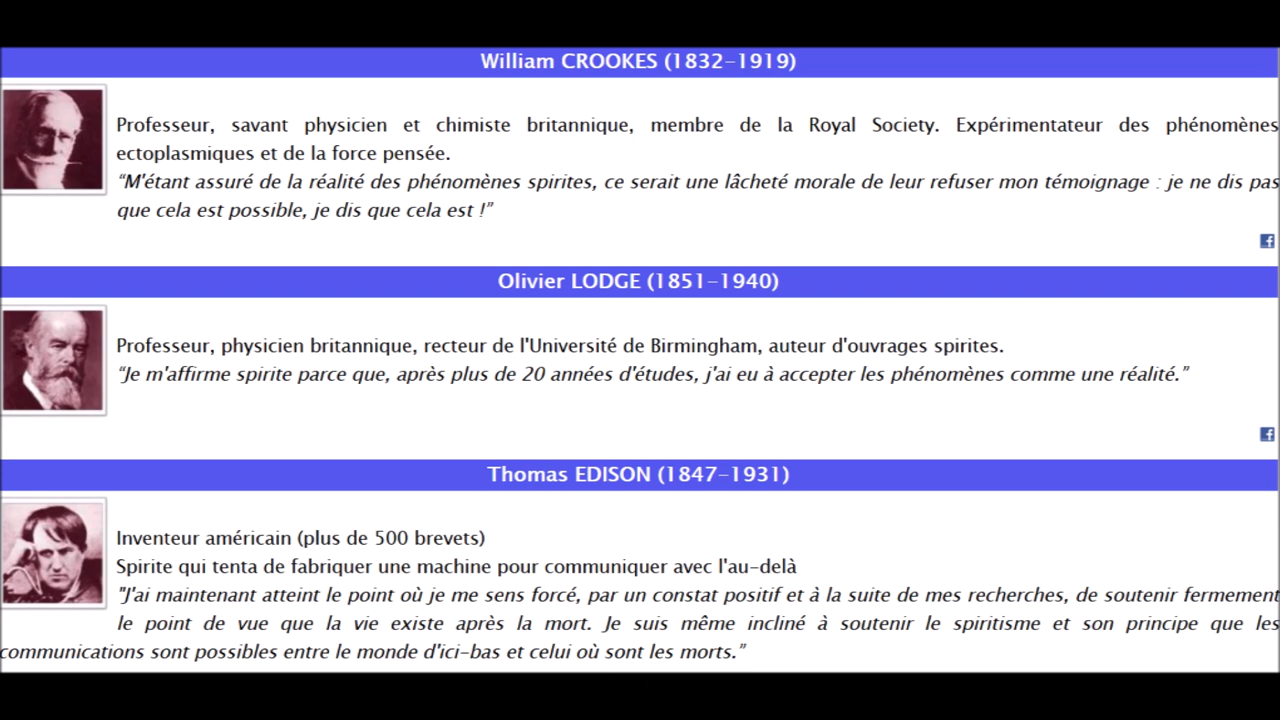 William CROOKES (1832-1919)
Professeur, savant physicien et chimiste britannique, membre de la Royal Society. Expérimentateur des phénomènes
ectoplasmiques et de la force pensée.
“M'étant assuré de la réalité des phénomènes spirites, ce serait une lâcheté morale de leur refuser mon témoignage : je ne dis pas
que cela est possible, je dis que cela est !”
Olivier LODGE (1851-1940)
Professeur, physicien britannique, recteur de l'Université de Birmingham, auteur d'ouvrages spirites.
“Je m'affirme spirite parce que, après plus de 20 années d'études, j'ai eu à accepter les phénomènes comme une réalité.”
Thomas EDISON (1847-1931)
Inventeur américain (plus de 500 brevets)
Spirite qui tenta de fabriquer une machine pour communiquer avec l'au-delà
"J'ai maintenant atteint le point où je me sens forcé, par un constat positif et à la suite de mes recherches, de soutenir fermement
le point de vue que la vie existe après la mort. Je suis même incliné à soutenir le spiritisme et son principe que les
communications sont possibles entre le monde d'ici-bas et celui où sont les morts.”